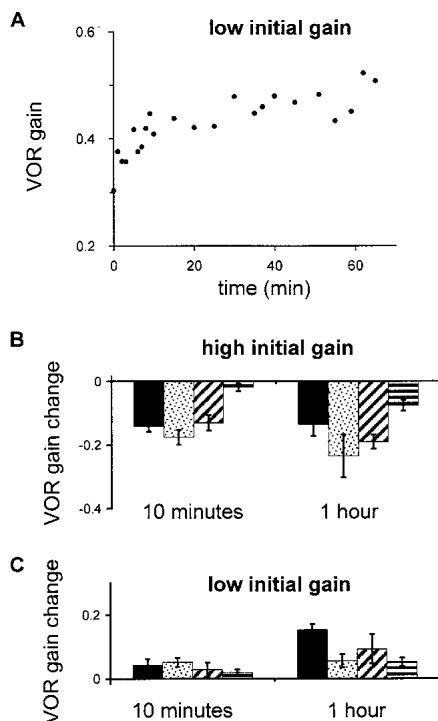 A
low initial gain
VOR gain
0.6
0.4
0.2
0
20
40
60
time (min)
B
high initial gain
VOR gain change
0
-0.2
-0.4
10 minutes
1 hour
C
low initial gain
VOR gain change
0.2
0
10 minutes
1 hour